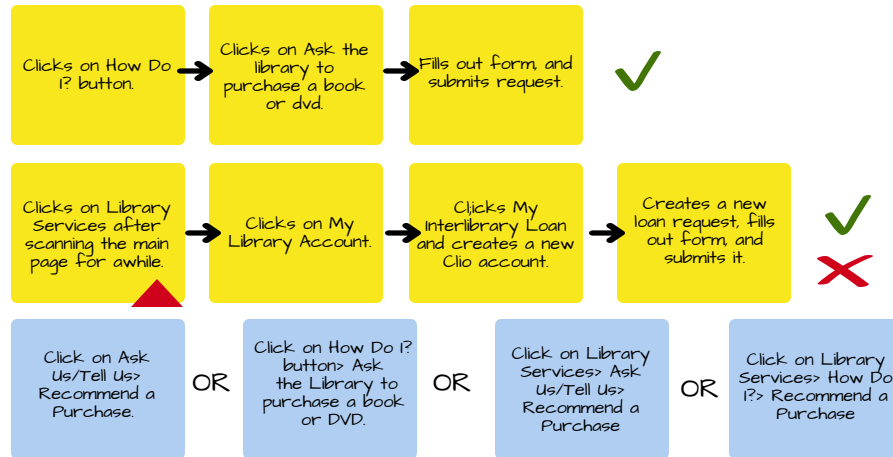 Clicks on How Do
I? button.
Clicks on Ask the
library to
purchase a book
or dvd.
Fills out form, and
submits request.
Clicks on Library
Services after
scanning the main
page for awhile.
Clicks on My
Library Account.
Cl;icks My
Interlibrary Loan
and creates a new
Clio account.
Creates a new
loan request, fills
out form, and
submits it.
Click on Ask
Us/Tell Us>
Recommend a
Purchase.
OR
Click on How Do I?
button> Ask
the Library to
purchase a book
or DVD.
OR
Click on Library
Services> Ask
Us/Tell Us>
Recommend a
Purchase
OR
Click on Library
Services> How Do
I?> Recommend a
Purchase